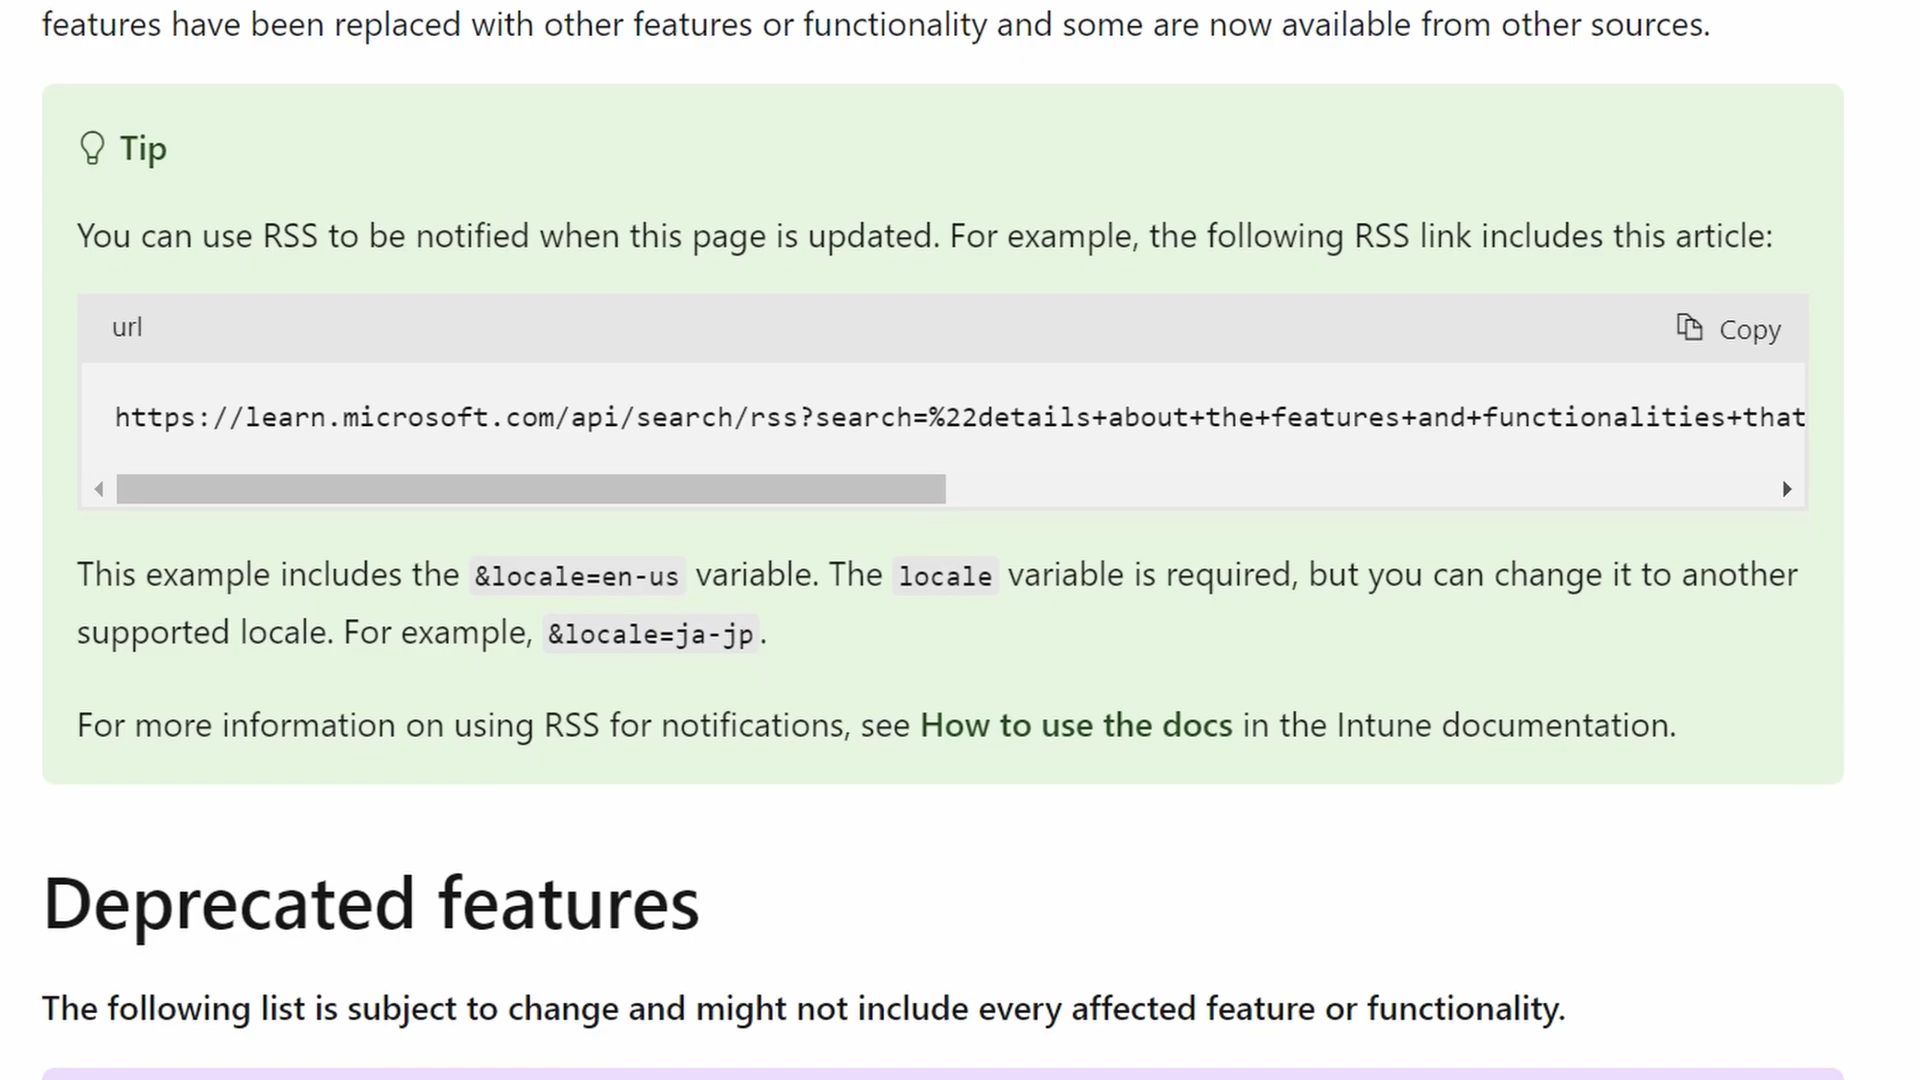 features have been replaced with other features or functionality and some are now available from other sources.
Tip
You can use RSS to be notified when this page is updated. For example, the following RSS link includes this article:
url
Copy
https://learn.microsoft.com/api/search/rss?search=%22details+about+the+features+and+functionalities+that
This example includes the &locale=en-us variable. The locale variable is required, but you can change it to another
supported locale. For example, &locale=ja-jp.
For more information on using RSS for notifications, see How to use the docs in the Intune documentation.
Deprecated features
The following list is subject to change and might not include every affected feature or functionality.